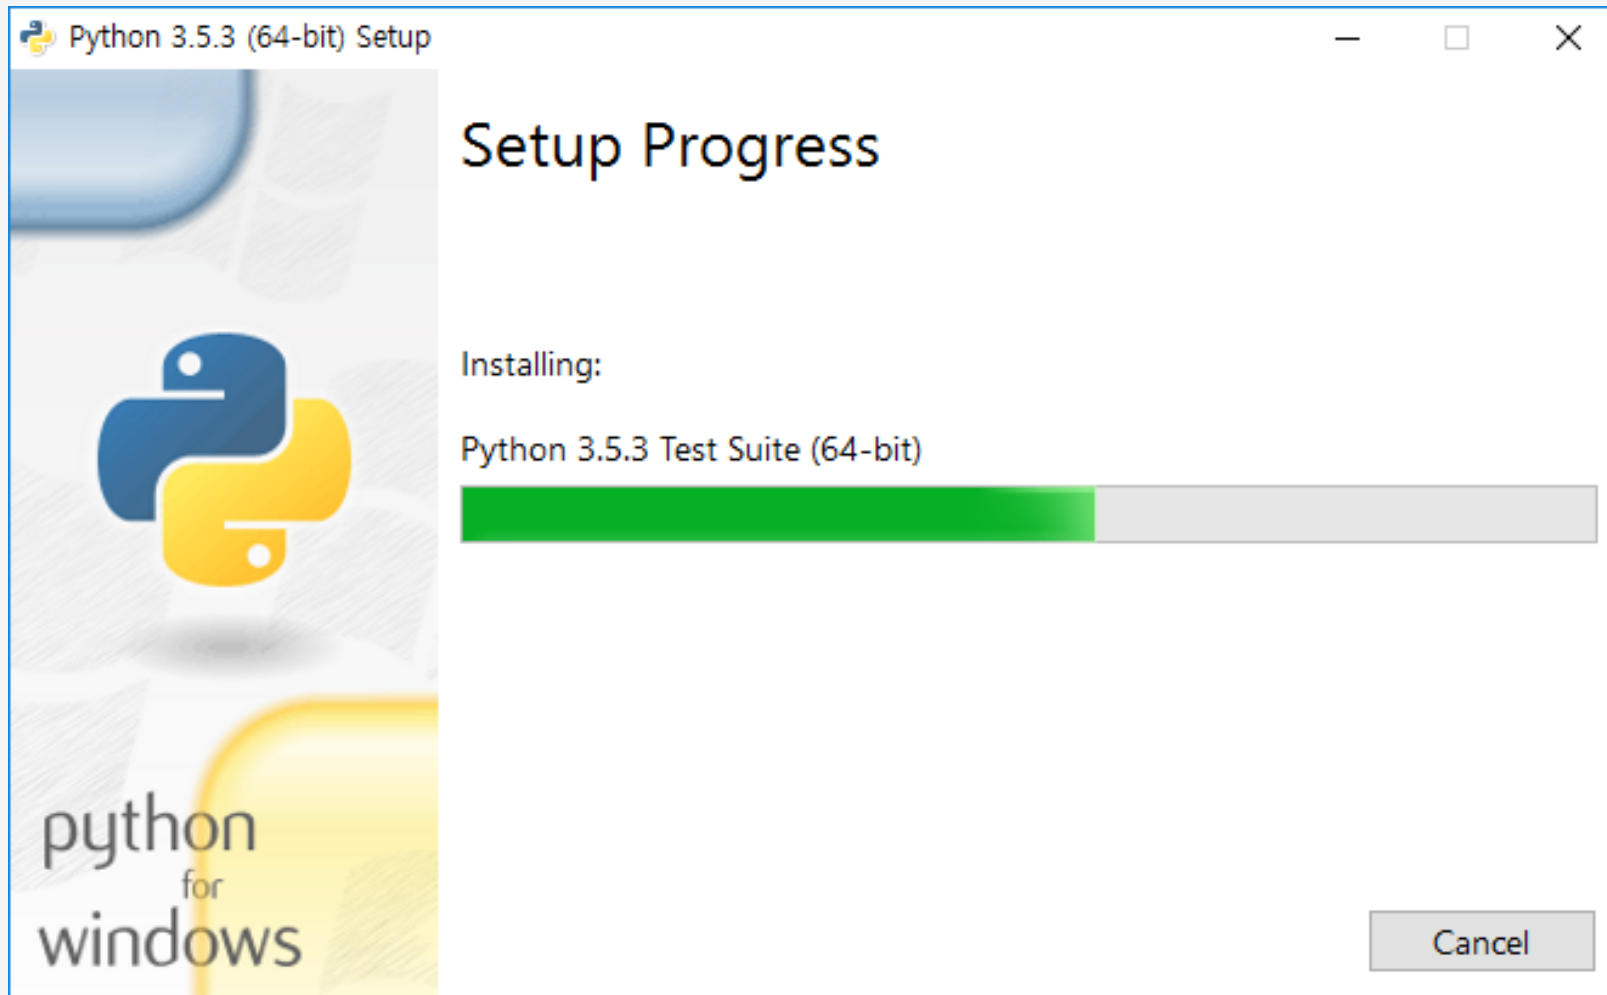 Python 3.5.3 (64-bit) Setup
Setup Progress
Installing:
Python 3.5.3 Test Suite (64-bit)
python
for
windows
Cancel